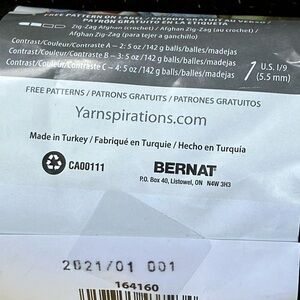 FREE PATTERN ON LABEL / PATRON GRATUIT AU VERSO /
PATRÓN GRATUITO EN LA ETIQUETA
Zig-Zag Afghan (crochet) / Afghan Zig-Zag (au crochet) /
Afghan Zig-Zag (para tejer a ganchillo)
Contrast/Couleur/Contraste A – 2: 5 oz/142 g balls/balles/madejas
Contrast/Couleur/Contraste B – 3: 5 oz/142 g balls/balles/madejas
Contrast/Couleur/Contraste C – 4: 5 oz/142 g balls/balles/madejas
U.S. I/9
(5.5 mm)
FREE PATTERNS / PATRONS GRATUITS / PATRONES GRATUITOS
Yarnspirations.com
Made in Turkey / Fabriqué en Turquie / Hecho en Turquía
CA00111
BERNAT
P.O. Box 40, Listowel, ON N4W 3H3
2021/01 001
164160